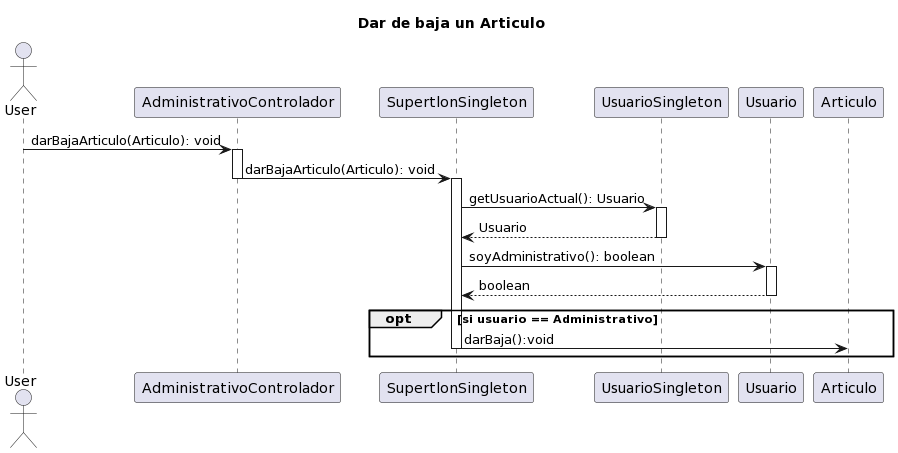 Dar de baja un Articulo
User
AdministrativoControlador
SupertlonSingleton
UsuarioSingleton
Usuario
Articulo
darBajaArticulo(Articulo): void
darBajaArticulo(Articulo): void
getUsuarioActual(): Usuario
Usuario
soyAdministrativo(): boolean
boolean
opt [si usuario == Administrativo]
darBaja():void
User
AdministrativoControlador
SupertlonSingleton
UsuarioSingleton
Usuario
Articulo